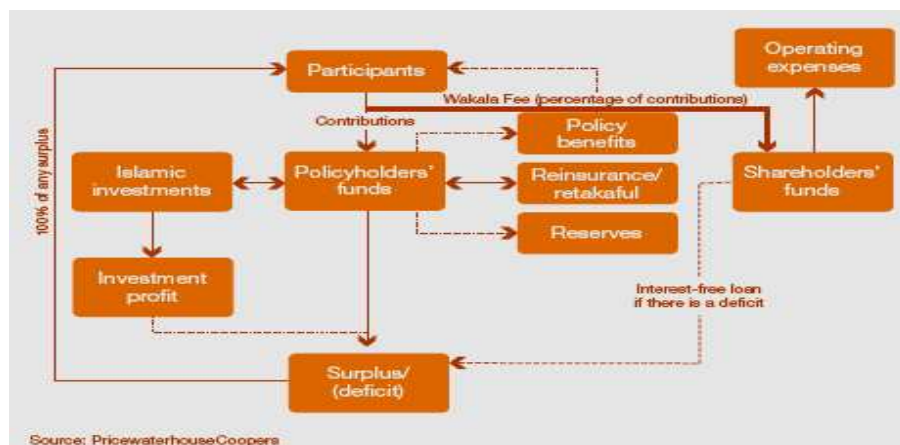 Operating
expenses
Participants
Wakala Fee (percentage of contributions)
Contributions
Policy
benefits
100% of any surplus
Islamic
investments
Policyholders'
funds
Reinsurance/
retakaful
Shareholders'
funds
Reserves
Investment
profit
Interest-free loan
if there is a deficit
Surplus/
(deficit)
Source: PricewaterhouseCoopers